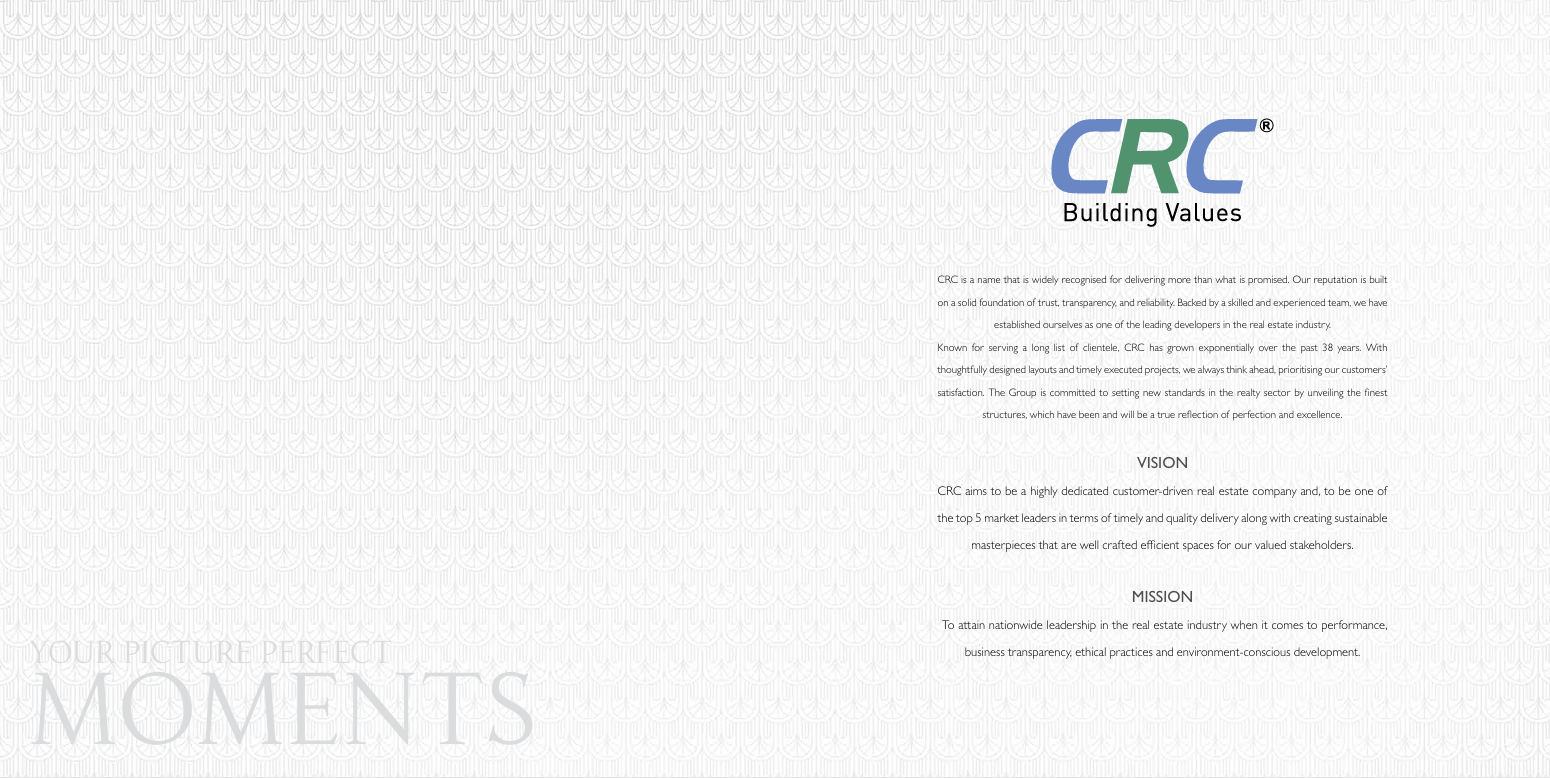 CRC®
Building Values
CRC is a name that is widely recognised for delivering more than what is promised. Our reputation is built
on a solid foundation of trust, transparency, and reliability. Backed by a skilled and experienced team, we have
established ourselves as one of the leading developers in the real estate industry.
Known for serving a long list of clientele, CRC has grown exponentially over the past 38 years. With
thoughtfully designed layouts and timely executed projects, we always think ahead, prioritising our customers'
satisfaction. The Group is committed to setting new standards in the realty sector by unveiling the finest
structures, which have been and will be a true reflection of perfection and excellence.
VISION
CRC aims to be a highly dedicated customer-driven real estate company and, to be one of
the top 5 market leaders in terms of timely and quality delivery along with creating sustainable
masterpieces that are well crafted efficient spaces for our valued stakeholders.
MISSION
To attain nationwide leadership in the real estate industry when it comes to performance,
business transparency, ethical practices and environment-conscious development.
YOUR PICTURE PERFECT
MOMENTS